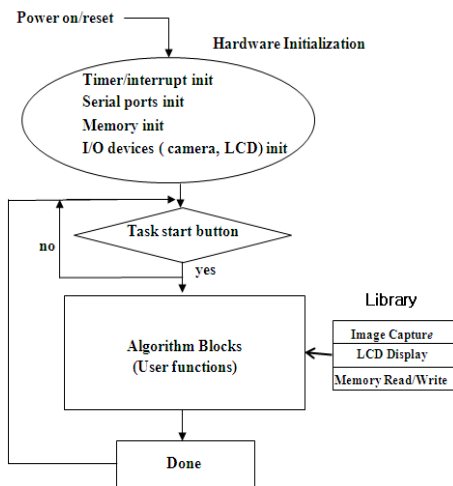 Power on/reset
Hardware Initialization
Timer/interrupt init
Serial ports init
Memory init
I/O devices ( camera, LCD) init
Task start button
no
yes
Library
Image Capture
LCD Display
Memory Read/Write
Algorithm Blocks
(User functions)
Done